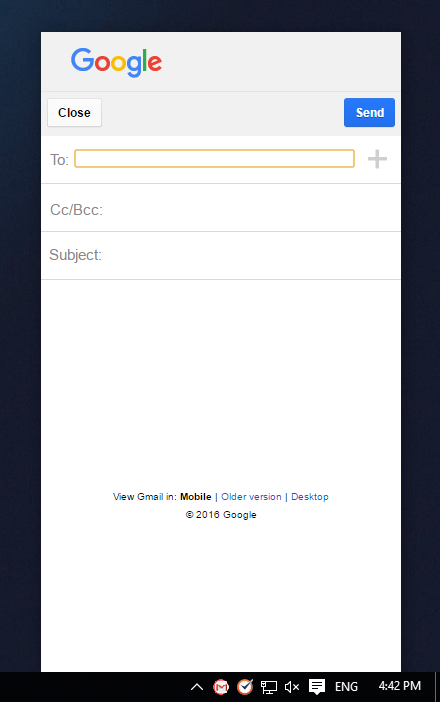 Google
Close Send
To:
Cc/Bcc:
Subject:
View Gmail in: Mobile | Older version | Desktop
© 2016 Google
ENG 4:42 PM